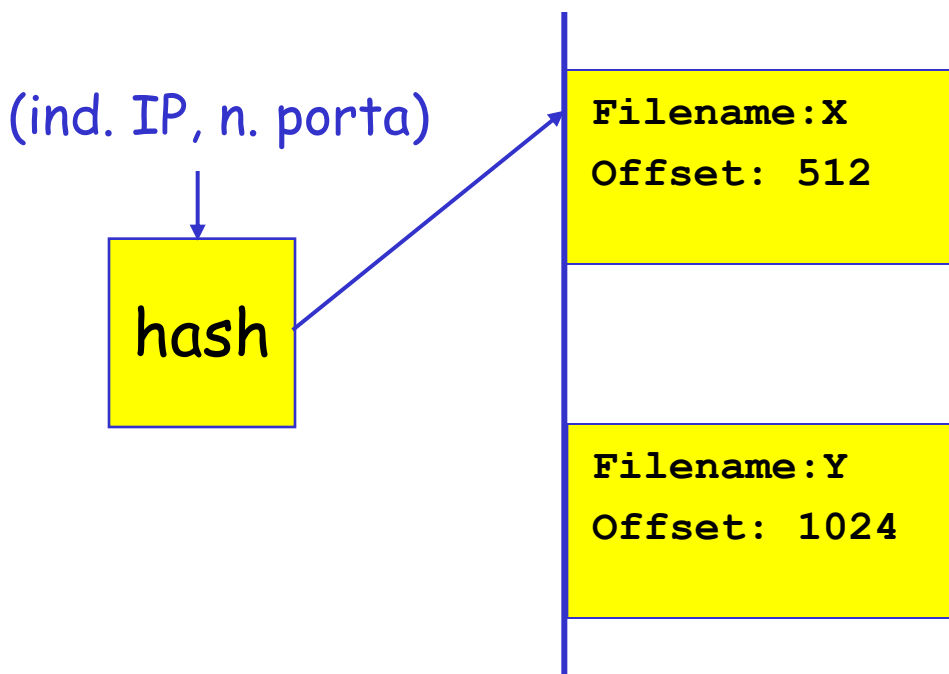 (ind. IP, n. porta)
hash
Filename:X
Offset: 512
Filename:Y
Offset: 1024